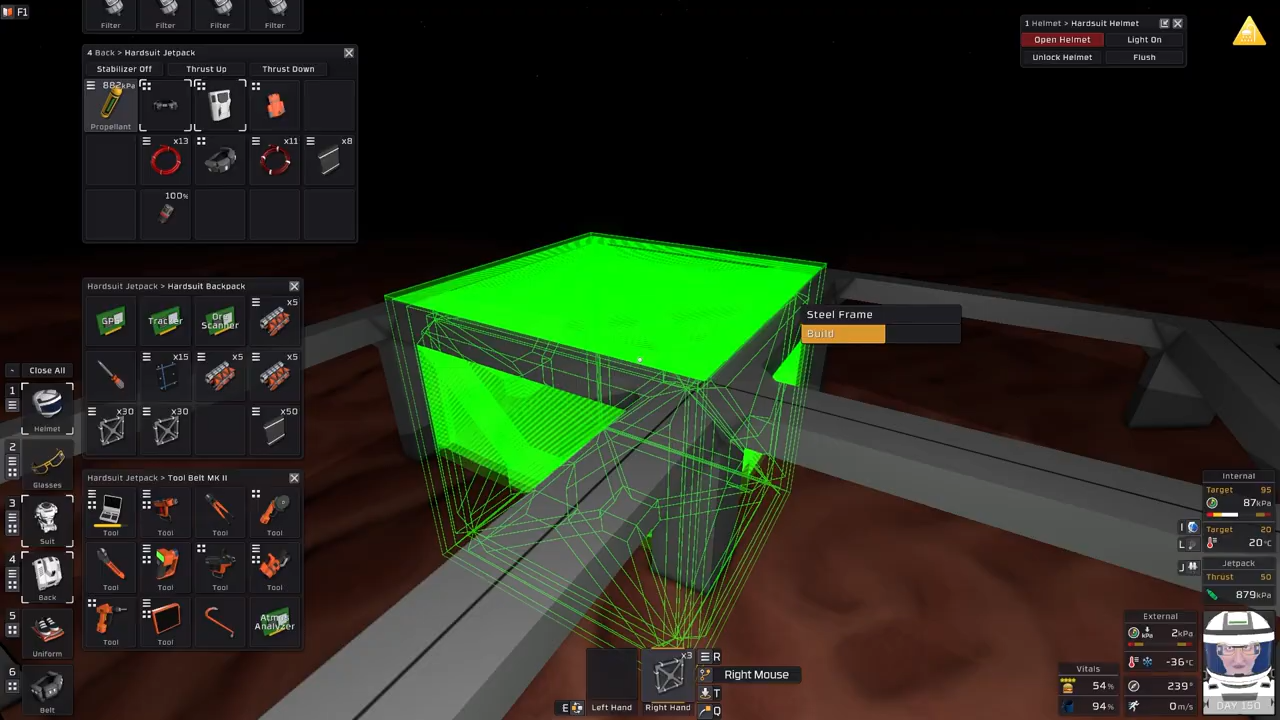 F1
Filter
Filter
Filter
Filter
4 Back > Hardsuit Jetpack
Stabilizer Off
Thrust Up
Thrust Down
882kPa
Propellant
x13
x11
x8
100%
Hardsuit Jetpack > Hardsuit Backpack
GPS
Tracker
Ore Scanner
x5
x15
x5
x5
x30
x30
x50
Hardsuit Jetpack > Tool Belt MK II
Tool
Tool
Tool
Tool
Tool
Tool
Tool
Tool
Tool
Tool
Atmos Analyzer
- Close All
1
Helmet
2
Glasses
3
Suit
4
Back
5
Uniform
6
Belt
1 Helmet > Hardsuit Helmet
Open Helmet
Light On
Unlock Helmet
Flush
Steel Frame
Build
E
Left Hand
x3
Right Hand
R
T
Q
Right Mouse
Internal
Target 95
87kPa
Target 20
20°C
Jetpack
Thrust 50
879kPa
I
L
J
External
kPa
2kPa
-36°C
239°
0m/s
Vitals
54%
94%
DAY 150